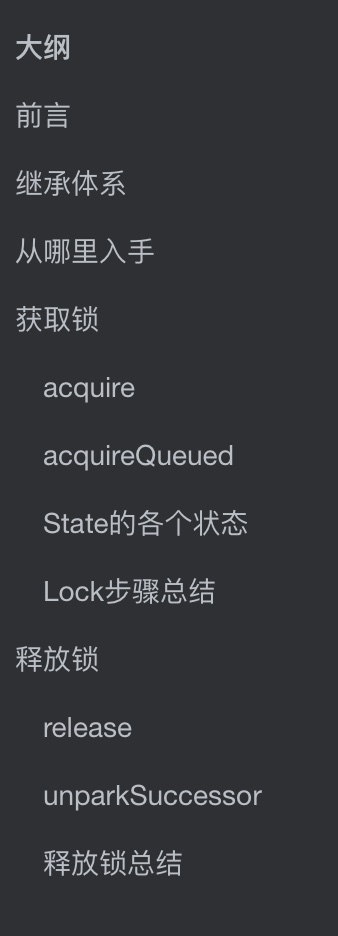 大纲
前言
继承体系
从哪里入手
获取锁
acquire
acquireQueued
State的各个状态
Lock步骤总结
释放锁
release
unparkSuccessor
释放锁总结